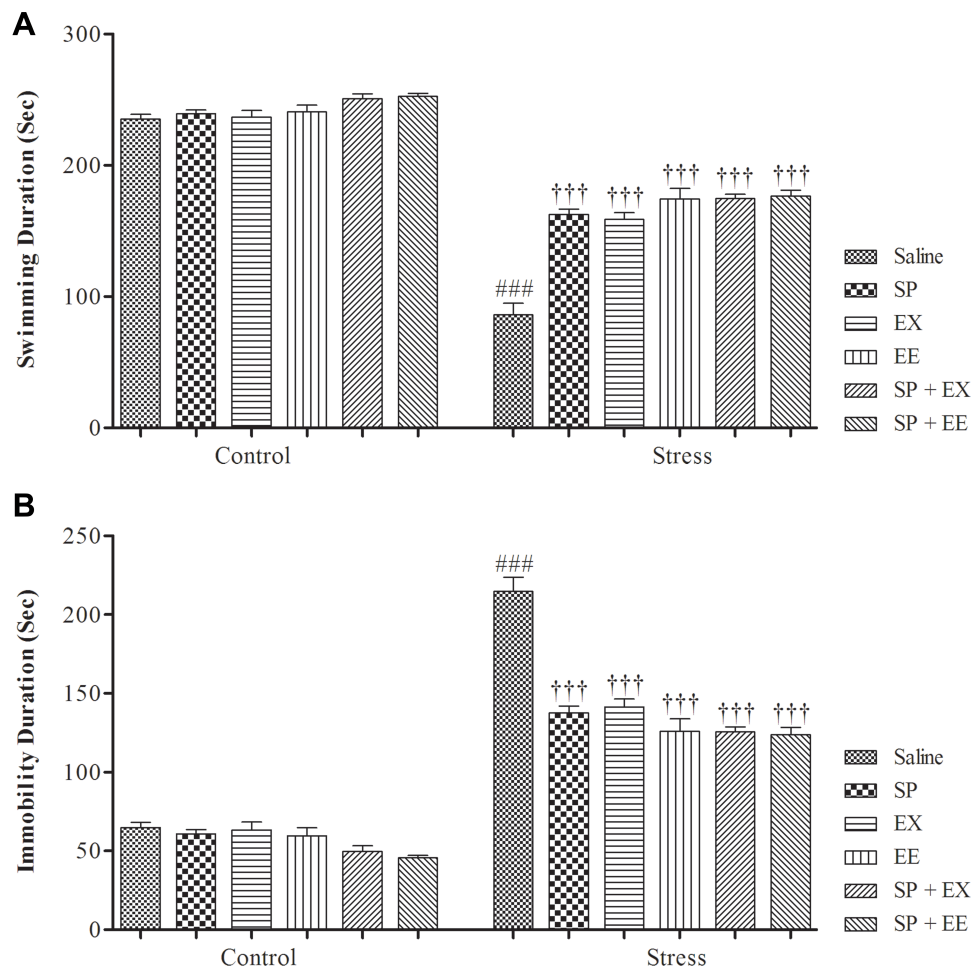 A
Swimming Duration (Sec)
300
200
100
0
###
†††
†††
†††
†††
†††
Control
Stress
Saline
SP
EX
EE
SP + EX
SP + EE
B
Immobility Duration (Sec)
250
200
150
100
50
0
###
†††
†††
†††
†††
†††
Control
Stress
Saline
SP
EX
EE
SP + EX
SP + EE